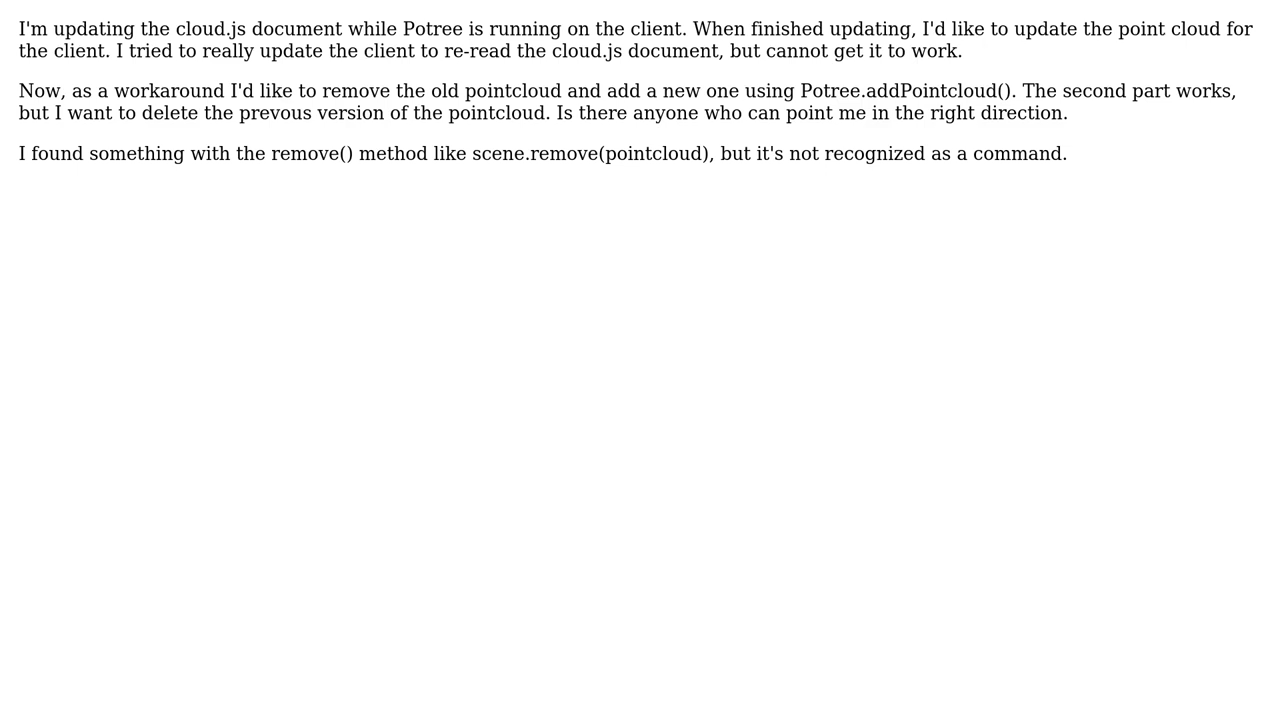 I'm updating the cloud.js document while Potree is running on the client. When finished updating, I'd like to update the point cloud for
the client. I tried to really update the client to re-read the cloud.js document, but cannot get it to work.
Now, as a workaround I'd like to remove the old pointcloud and add a new one using Potree.addPointcloud(). The second part works,
but I want to delete the prevous version of the pointcloud. Is there anyone who can point me in the right direction.
I found something with the remove() method like scene.remove(pointcloud), but it's not recognized as a command.